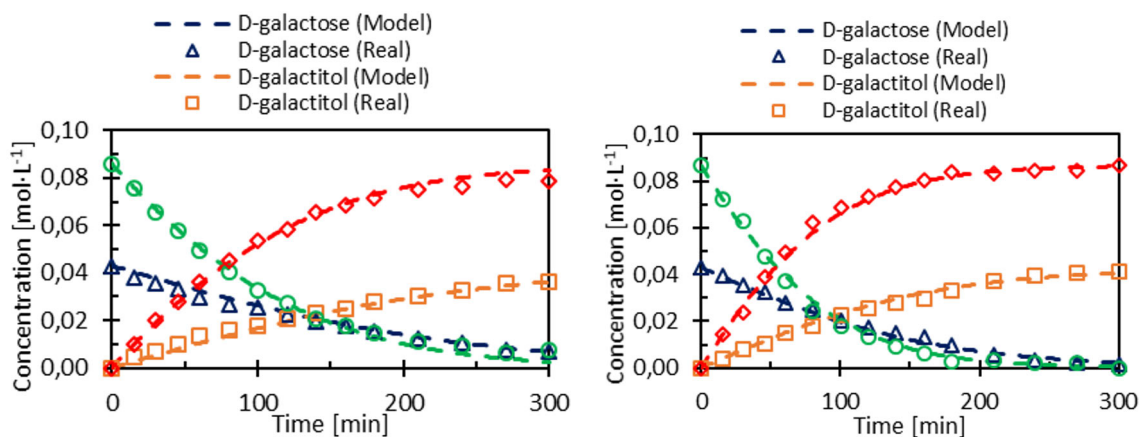 D-galactose (Model)
D-galactose (Real)
D-galactitol (Model)
D-galactitol (Real)
Concentration [mol·L⁻¹]
0,10
0,08
0,06
0,04
0,02
0,00
0
100
200
300
Time [min]
D-galactose (Model)
D-galactose (Real)
D-galactitol (Model)
D-galactitol (Real)
Concentration [mol·L⁻¹]
0,10
0,08
0,06
0,04
0,02
0,00
0
100
200
300
Time [min]